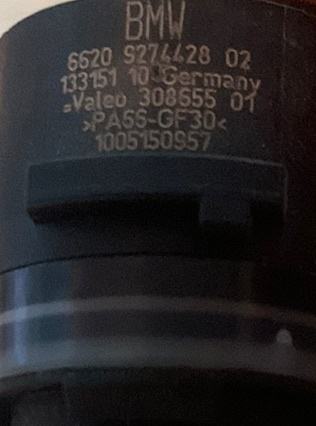 BMW
6620 9274428 02
133151 10 Germany
Valeo 308655 01
>PA66-GF30<
1005150957